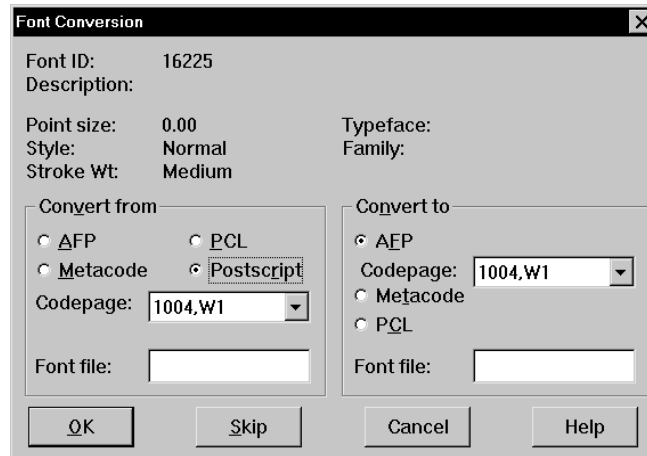 Font Conversion
Font ID: 16225
Description:
Point size: 0.00 Typeface:
Style: Normal Family:
Stroke Wt: Medium
Convert from
AFP PCL
Metacode Postscript
Codepage: 1004,W1
Font file:
Convert to
AFP
Codepage: 1004,W1
Metacode
PCL
Font file:
OK Skip Cancel Help